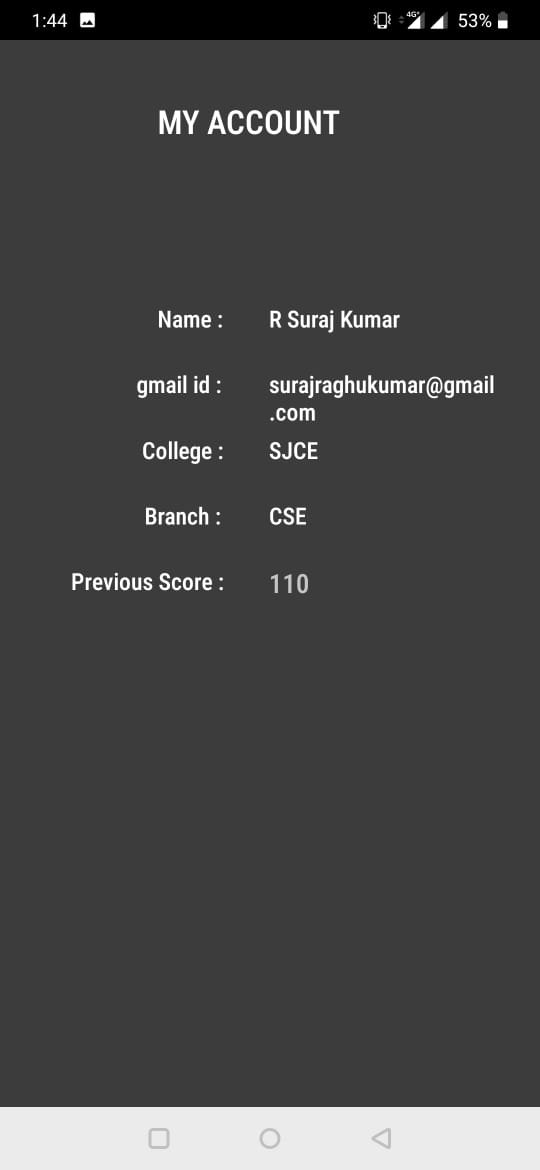 1:44 4G+ 53%
MY ACCOUNT
Name : R Suraj Kumar
gmail id : surajraghukumar@gmail
.com
College : SJCE
Branch : CSE
Previous Score : 110